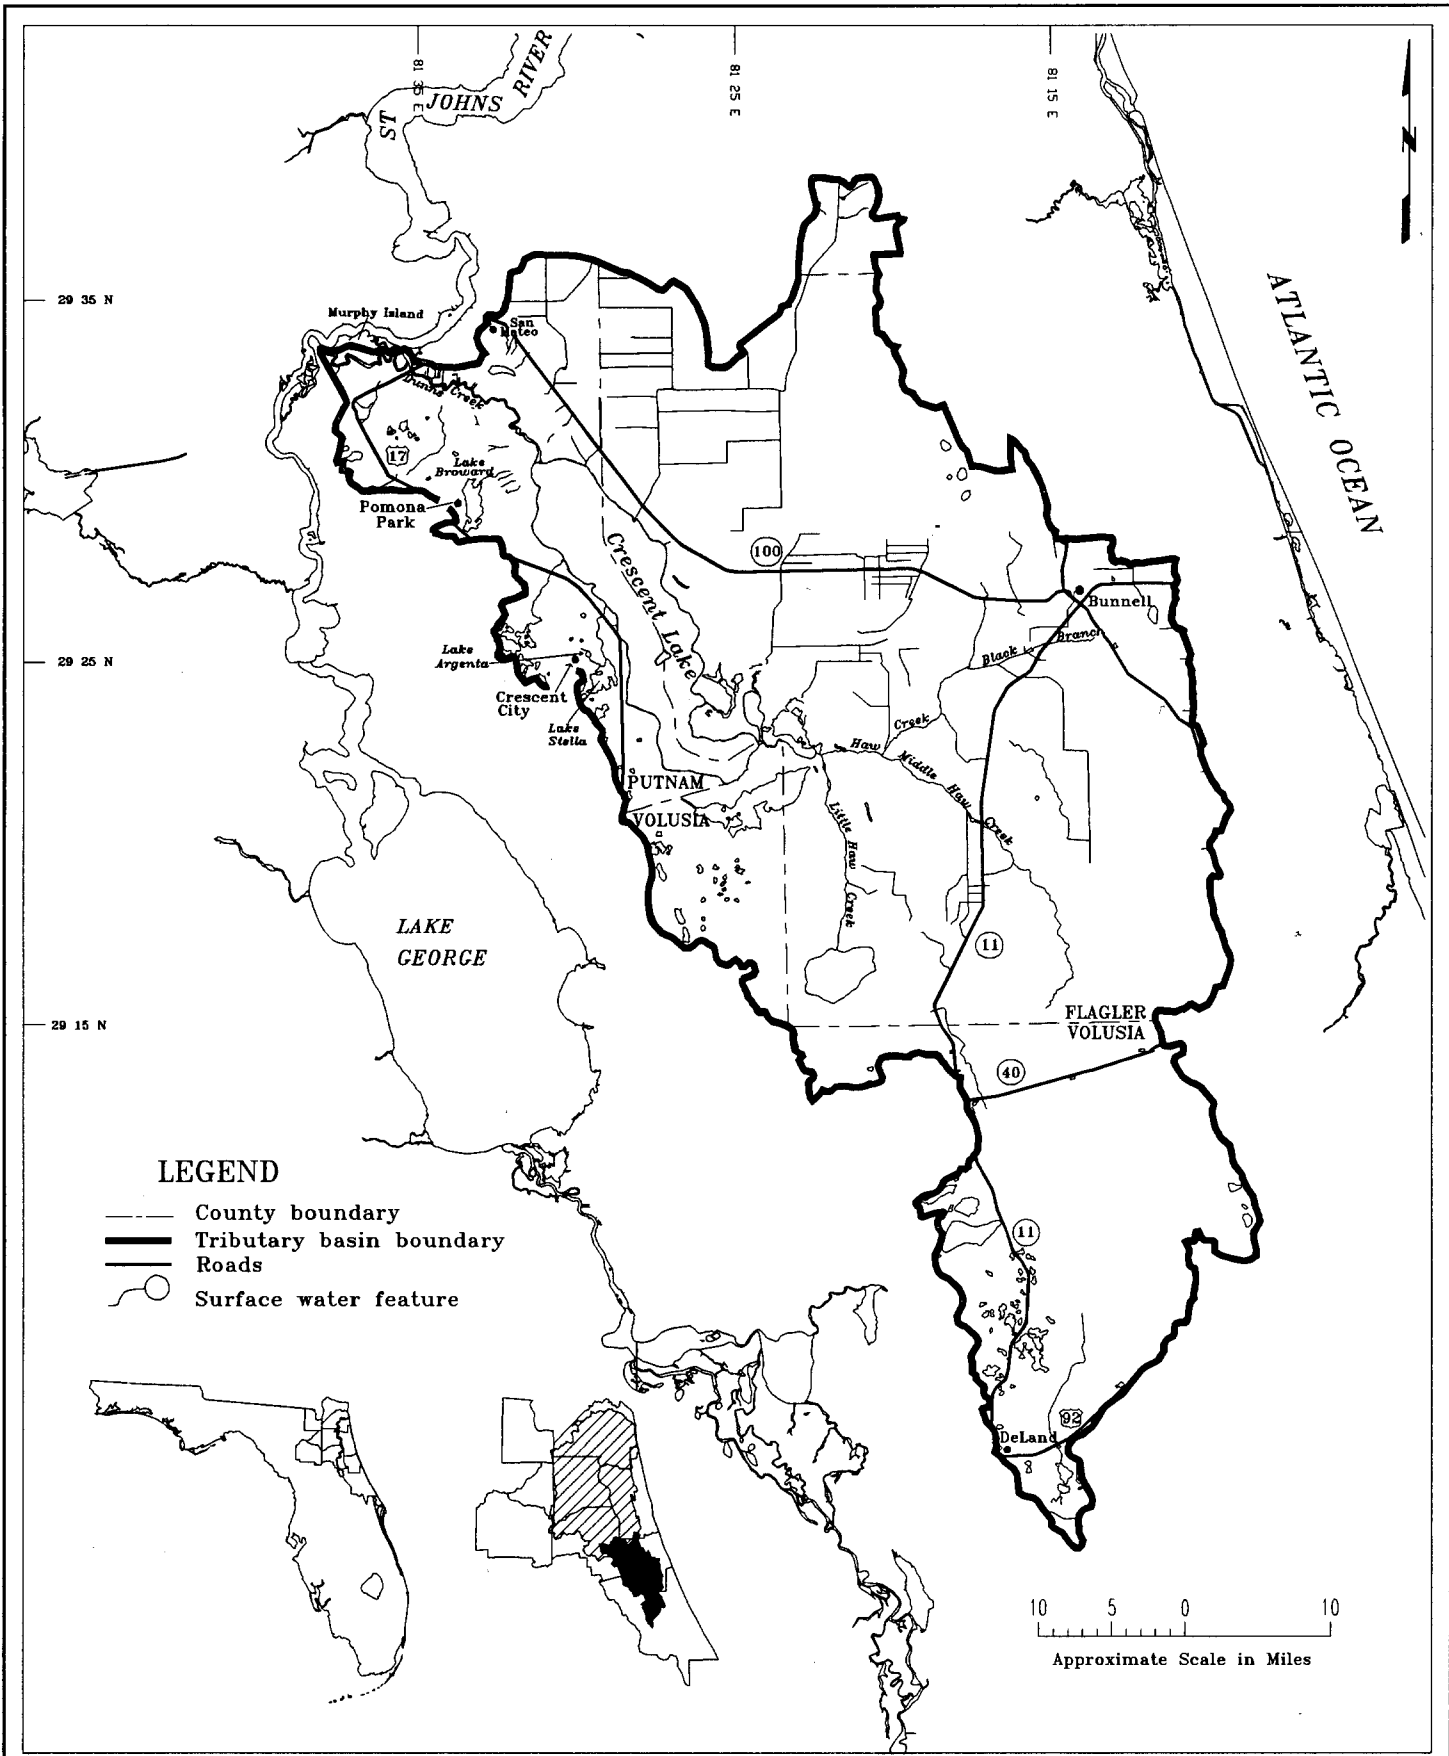 81 35 E
81 25 E
81 15 E
ST
JOHNS
RIVER
N
29 35 N
Murphy Island
San
Mateo
ATLANTIC OCEAN
Dunns Creek
17
Lake
Broward
Pomona
Park
Crescent Lake
100
Bunnell
Black Branch
29 25 N
Lake
Argenta
Crescent
City
Lake
Stella
Haw Creek
Middle Haw Creek
PUTNAM
VOLUSIA
Little Haw Creek
LAKE
GEORGE
11
29 15 N
FLAGLER
VOLUSIA
40
LEGEND
County boundary
Tributary basin boundary
Roads
Surface water feature
11
92
DeLand
10 5 0 10
Approximate Scale in Miles